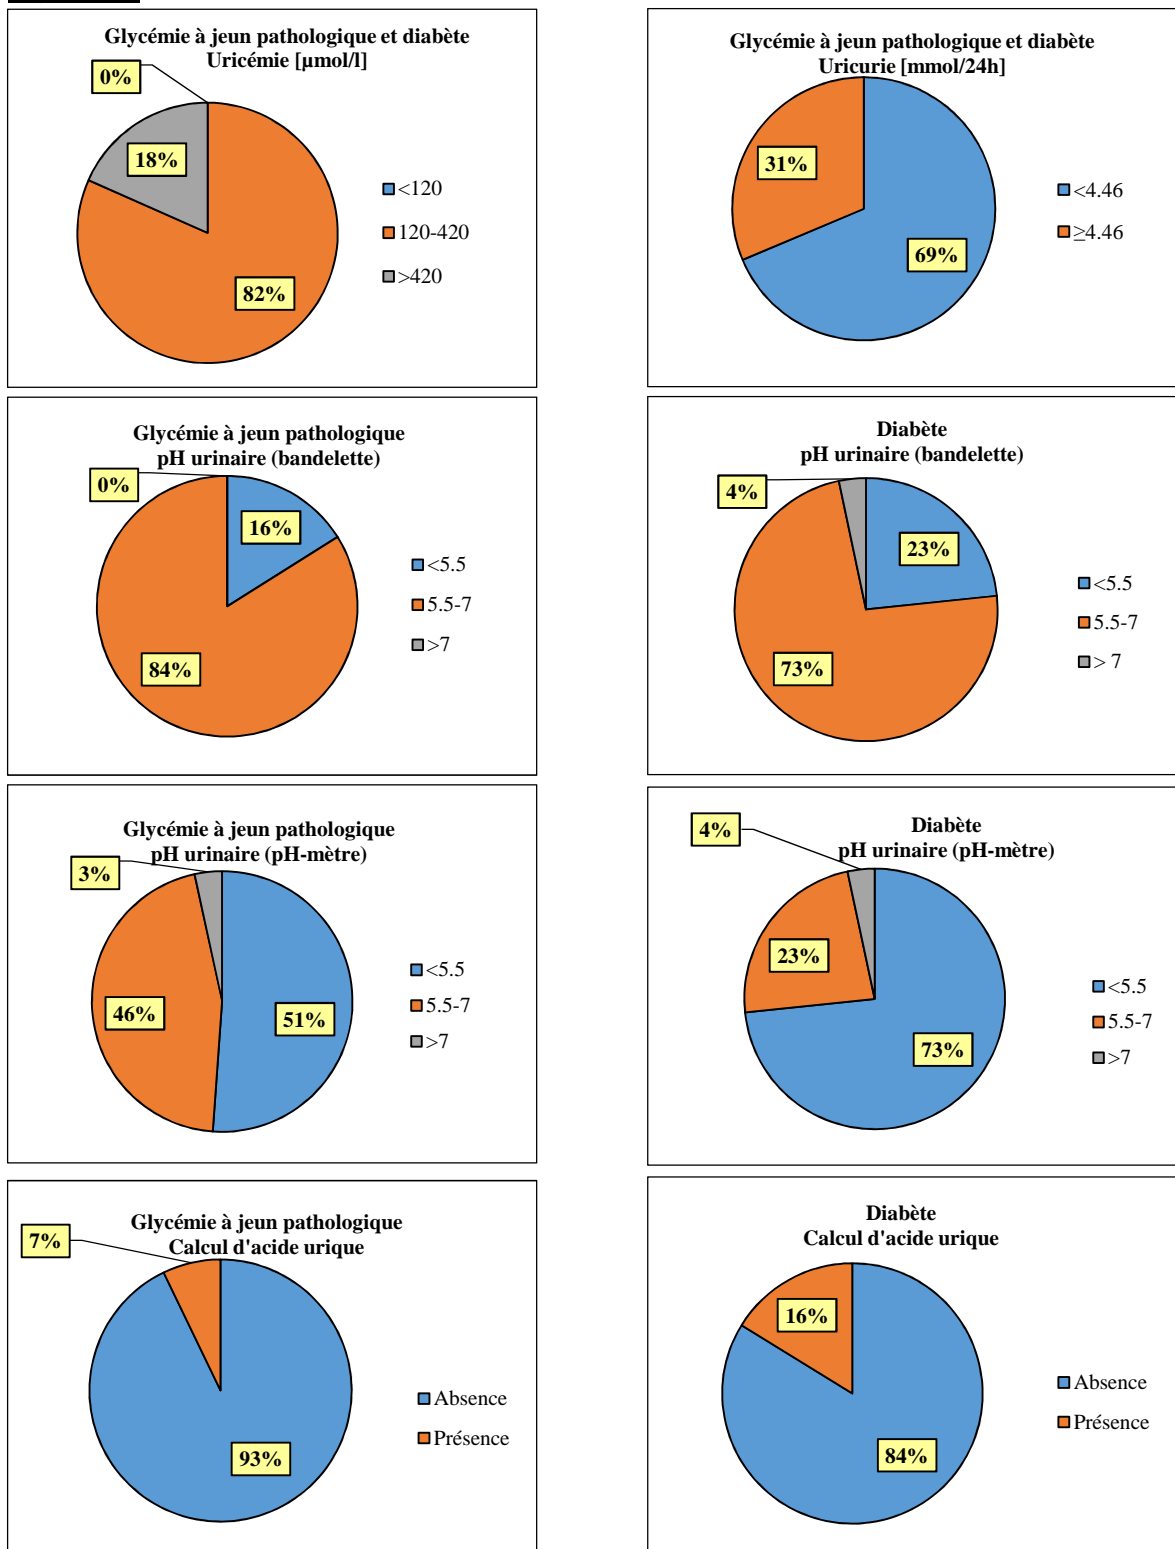 Glycémie à jeun pathologique et diabète
Uricémie [µmol/l]
0%
18%
82%
<120
120-420
>420
Glycémie à jeun pathologique et diabète
Uricurie [mmol/24h]
31%
69%
<4.46
≥4.46
Glycémie à jeun pathologique
pH urinaire (bandelette)
0%
16%
84%
<5.5
5.5-7
>7
Diabète
pH urinaire (bandelette)
4%
23%
73%
<5.5
5.5-7
> 7
Glycémie à jeun pathologique
pH urinaire (pH-mètre)
3%
46%
51%
<5.5
5.5-7
>7
Diabète
pH urinaire (pH-mètre)
4%
23%
73%
<5.5
5.5-7
>7
Glycémie à jeun pathologique
Calcul d'acide urique
7%
93%
Absence
Présence
Diabète
Calcul d'acide urique
16%
84%
Absence
Présence